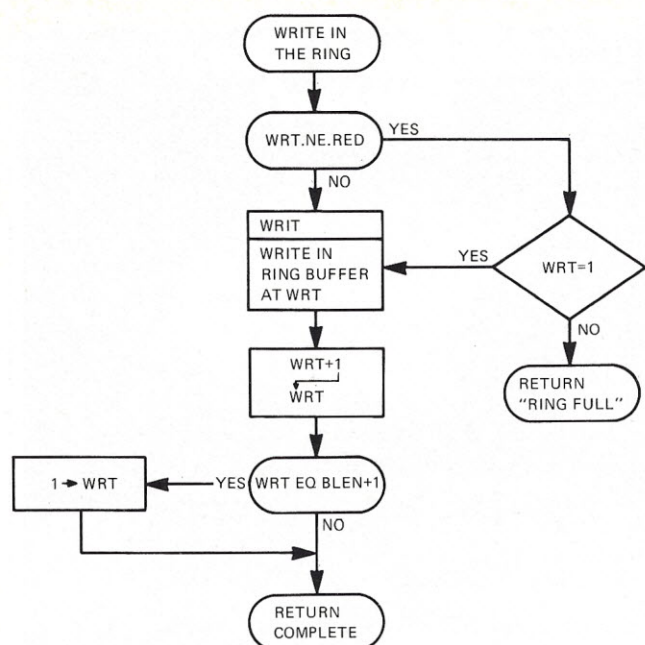 WRITE IN
THE RING
WRT.NE.RED
YES
NO
WRIT
WRITE IN
RING BUFFER
AT WRT
YES
WRT=1
NO
RETURN
"RING FULL"
WRT+1
WRT
1→ WRT
YES
WRT EQ BLEN+1
NO
RETURN
COMPLETE